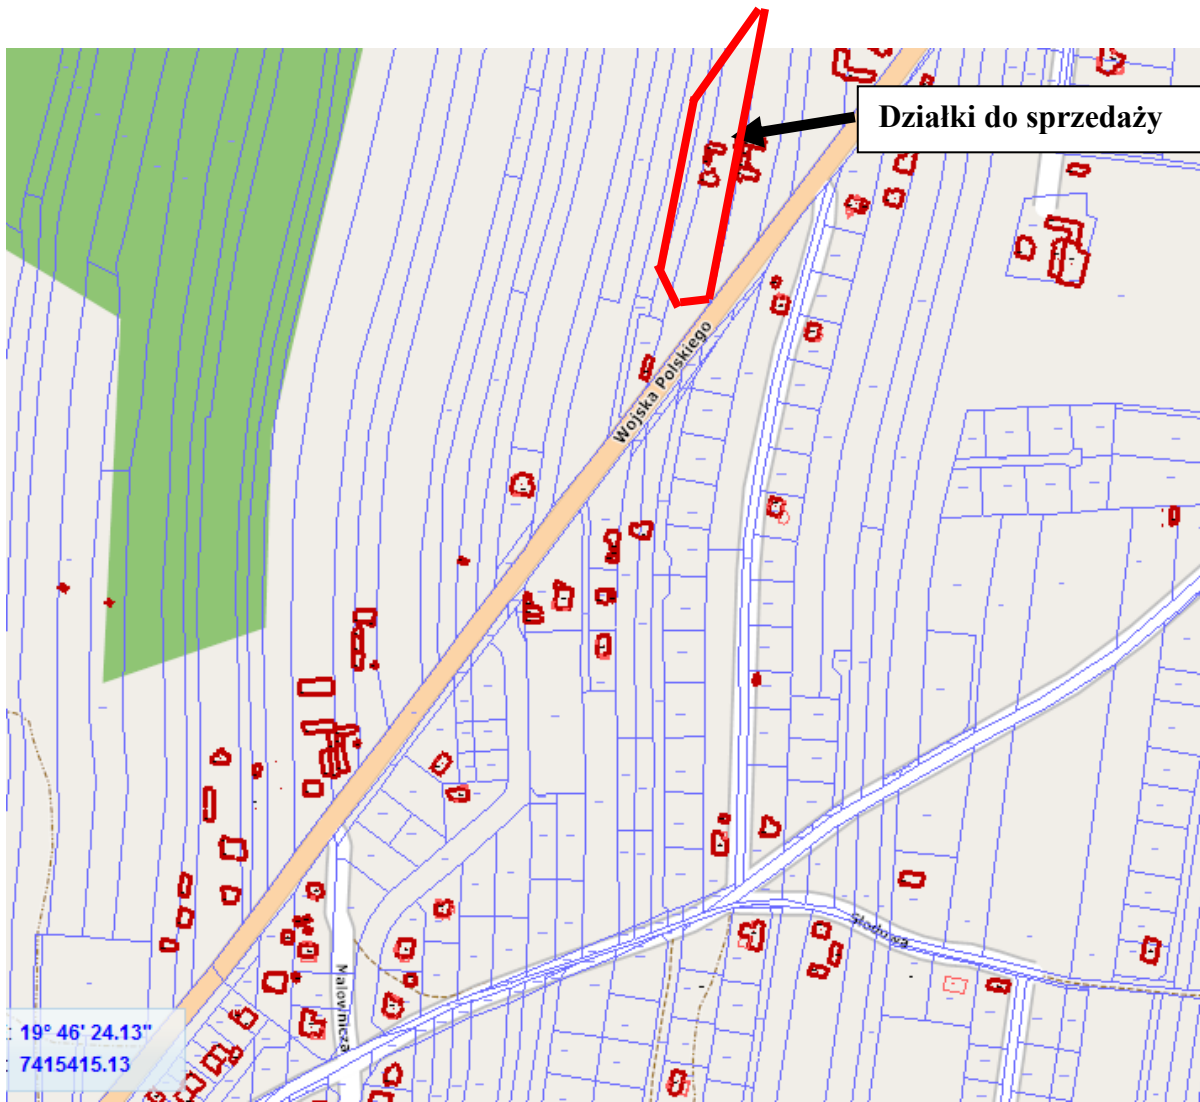 Działki do sprzedaży
Wojska Polskiego
Słodowa
Malownicza
: 19° 46' 24.13"
: 7415415.13